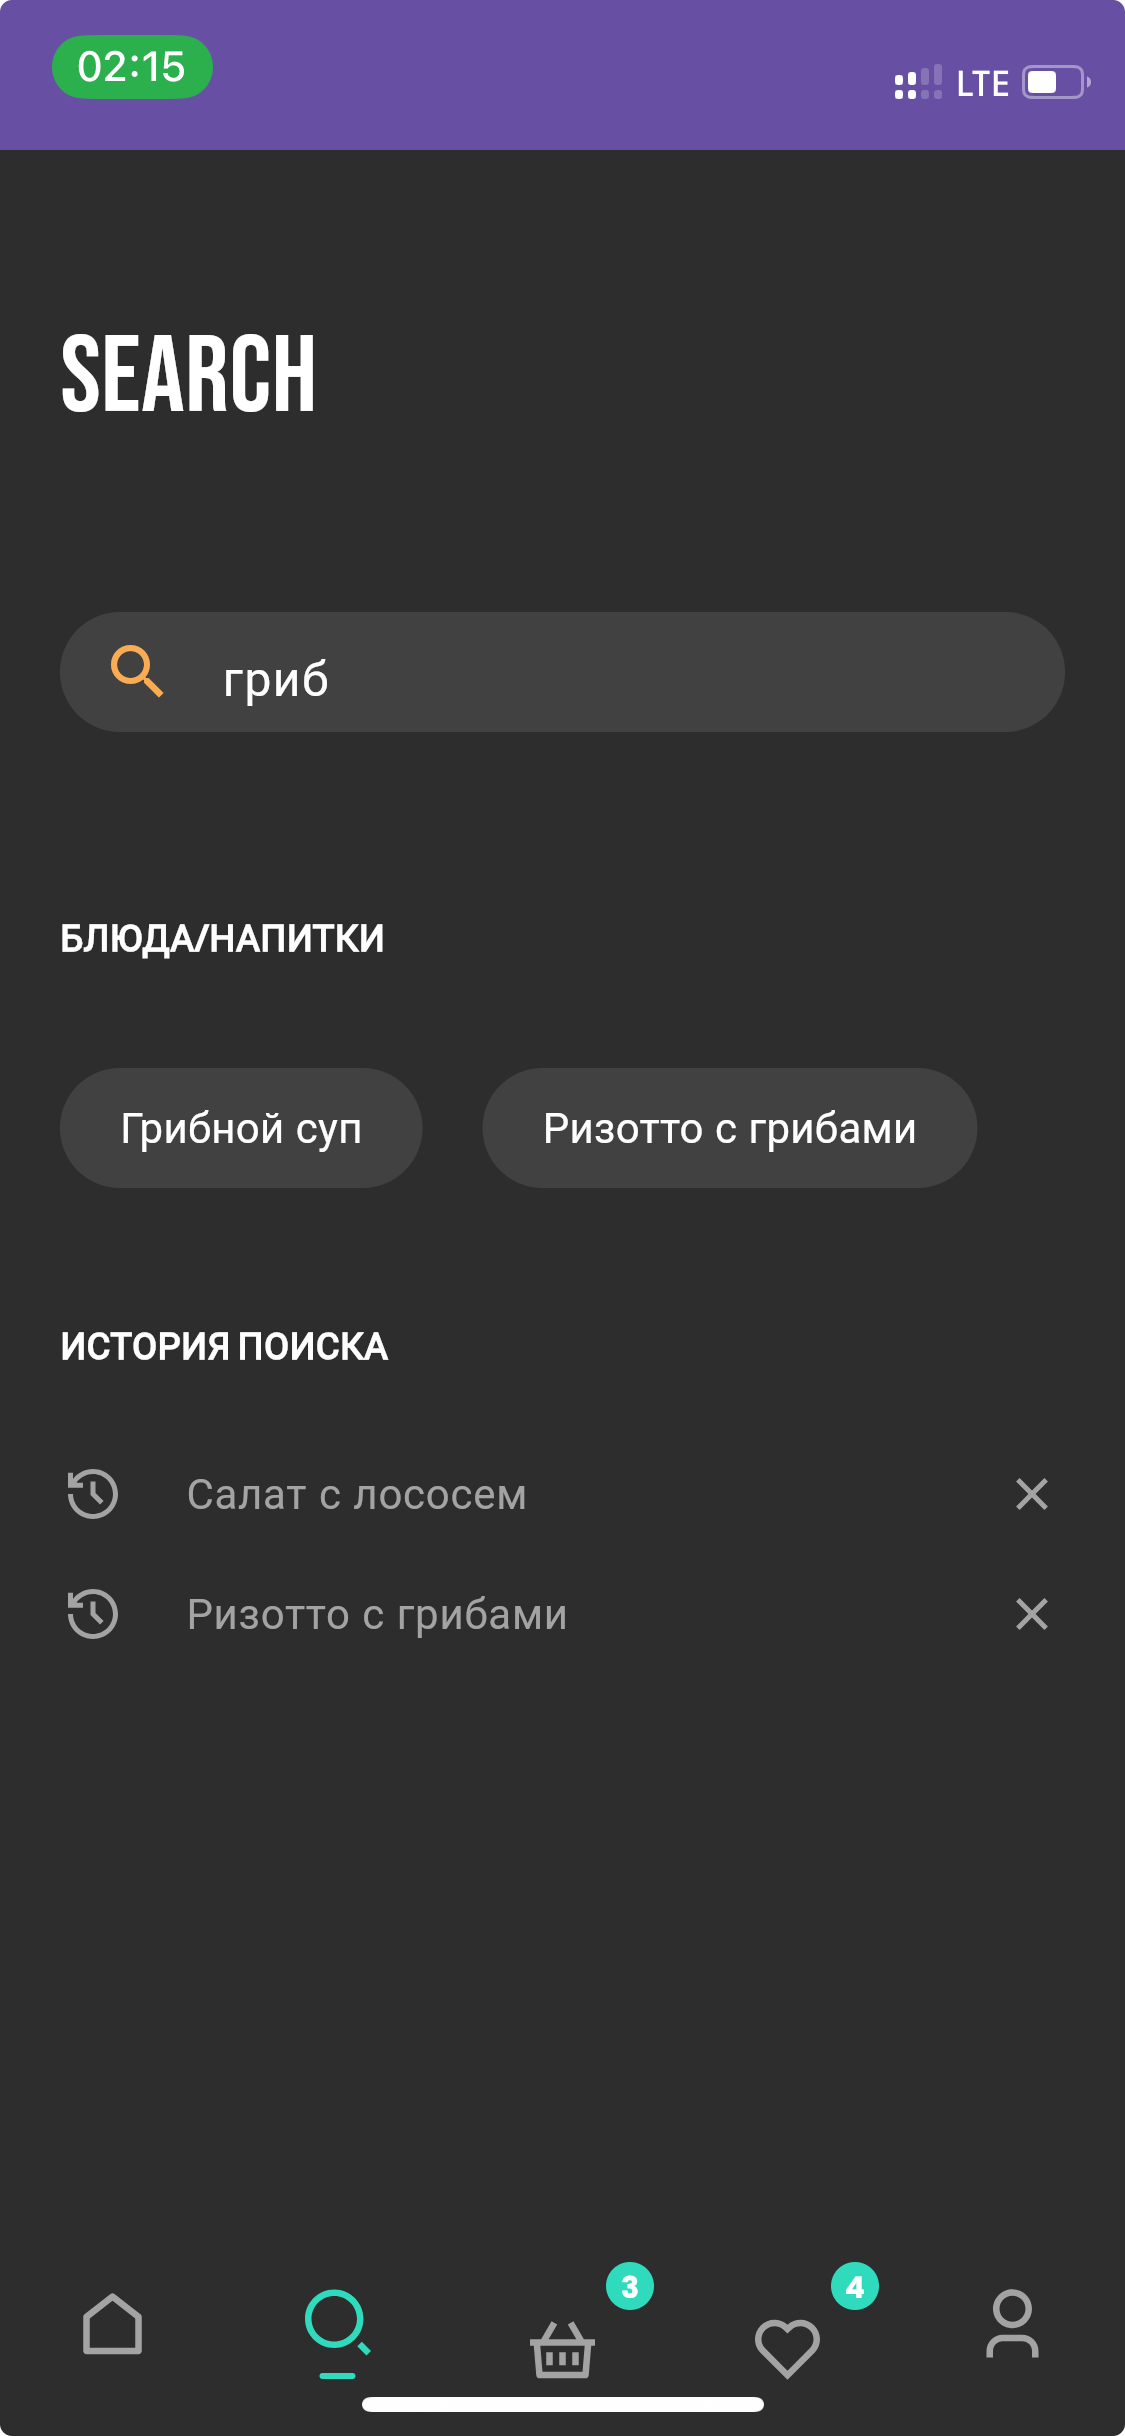 02:15
LTE
SEARCH
гриб
БЛЮДА/НАПИТКИ
Грибной суп
Ризотто с грибами
ИСТОРИЯ ПОИСКА
Салат с лососем
Ризотто с грибами
3
4